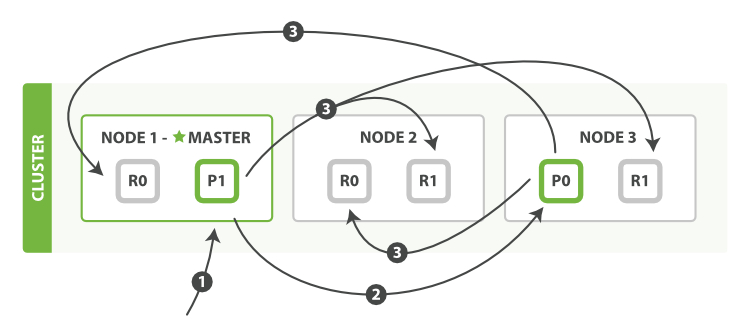 3
3
CLUSTER
NODE 1 - ★ MASTER
R0
P1
NODE 2
R0
R1
NODE 3
P0
R1
3
1
2